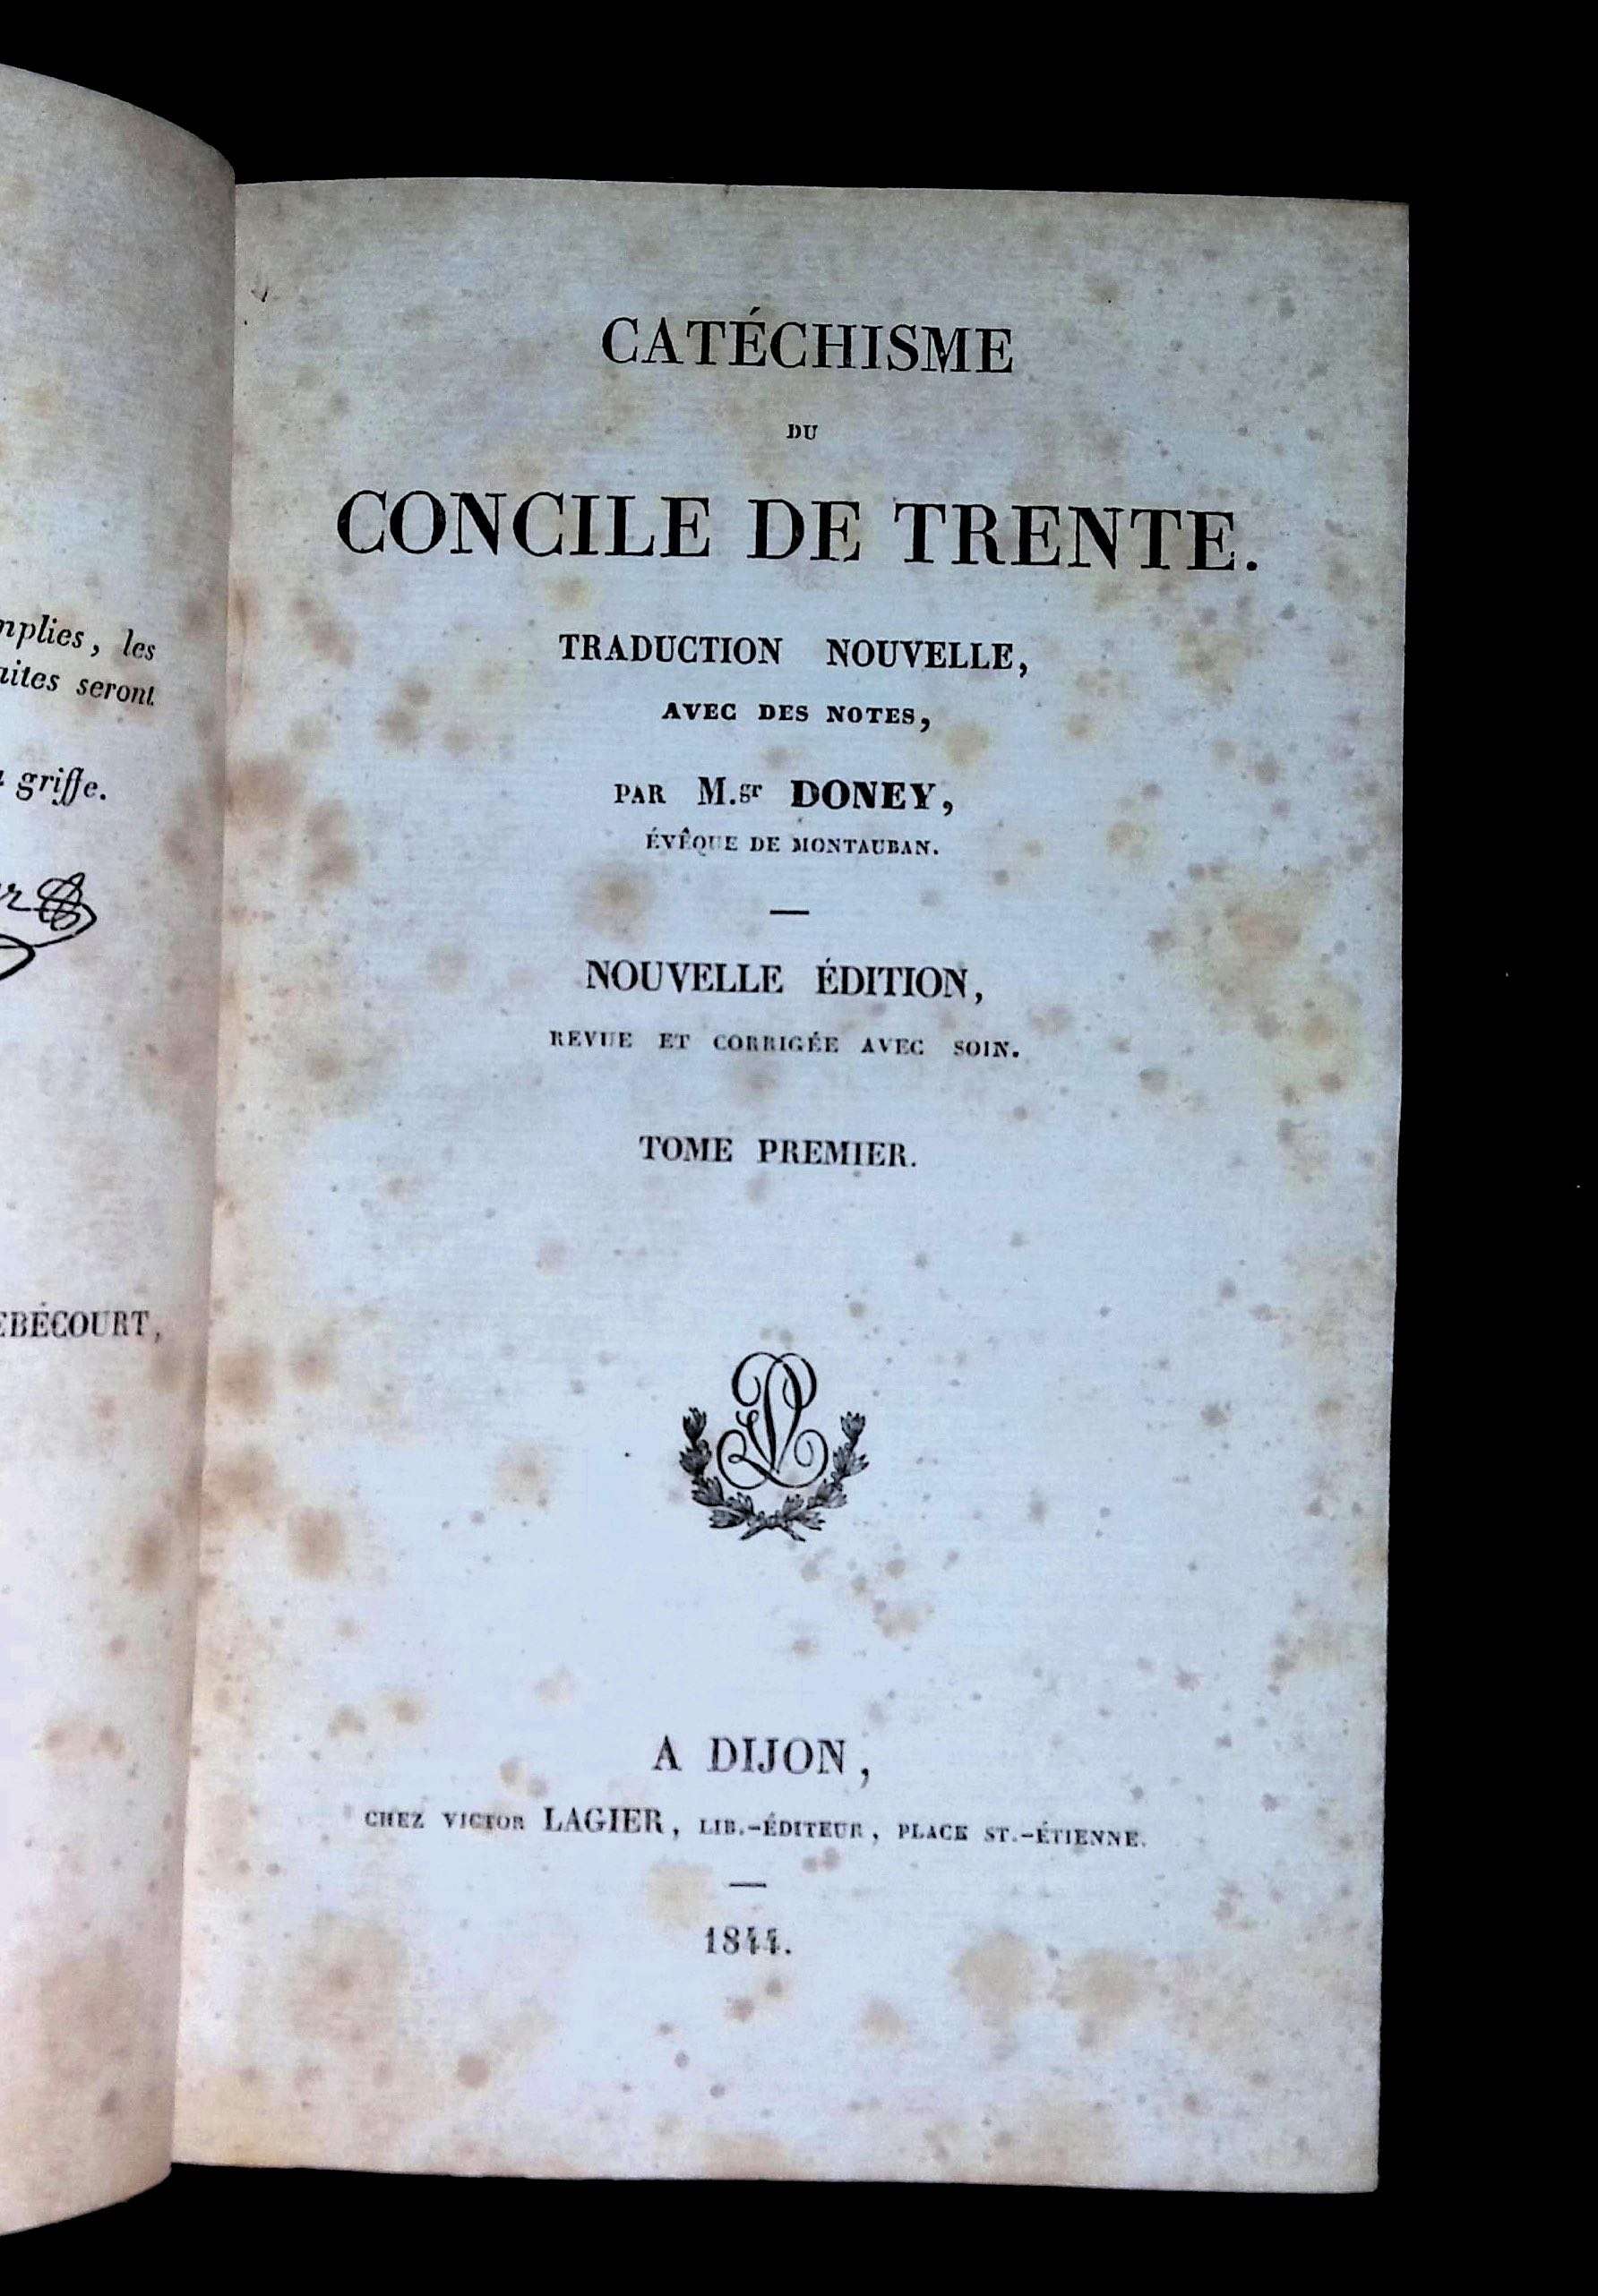 mplies, les
aites seront
griffe.
EBÉCOURT,
CATÉCHISME
DU
CONCILE DE TRENTE.
TRADUCTION NOUVELLE,
AVEC DES NOTES,
PAR M.gr DONEY,
ÉVÊQUE DE MONTAUBAN.
NOUVELLE ÉDITION,
REVUE ET CORRIGÉE AVEC SOIN.
TOME PREMIER.
A DIJON,
CHEZ VICTOR LAGIER, LIB.-ÉDITEUR, PLACE ST.-ÉTIENNE.
1844.